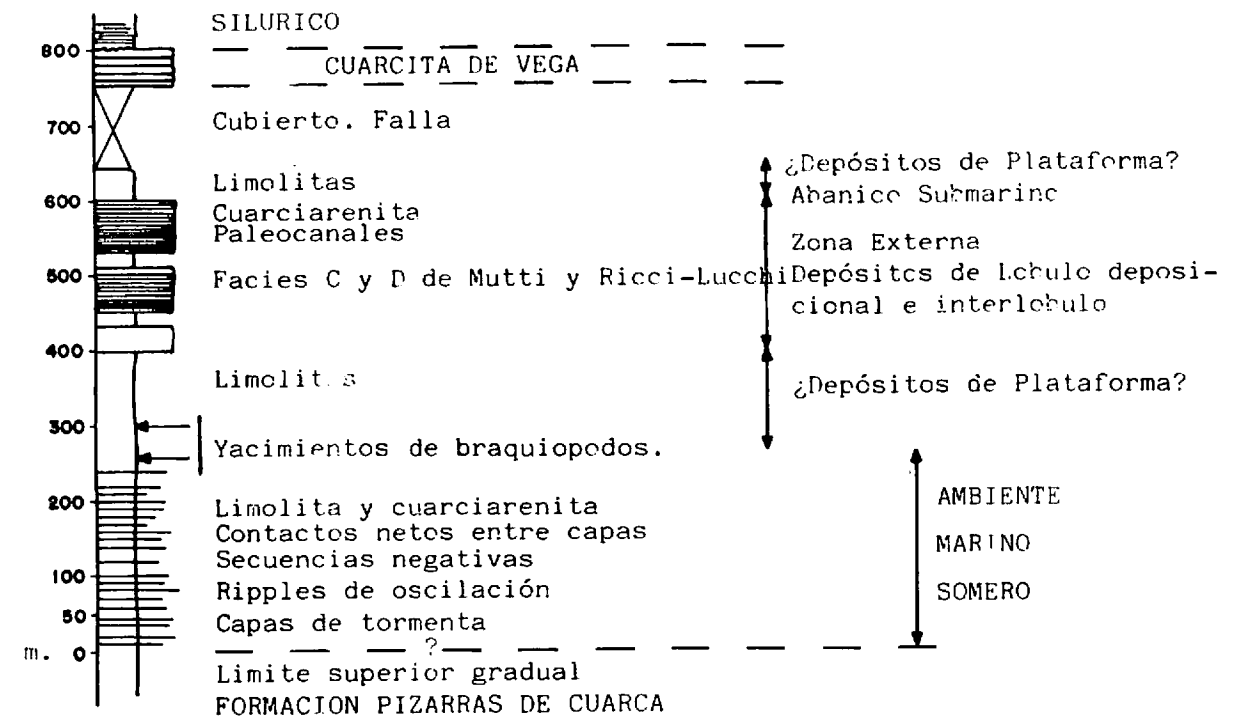 SILURICO
800
CUARCITA DE VEGA
Cubierto. Falla
700
¿Depósitos de Plataforma?
Limolitas
Abanico Submarino
600
Cuarciarenita
Paleocanales
Zona Externa
500
Facies C y D de Mutti y Ricci-Lucchi
Depósitos de Lobulo deposi-
cional e interlobulo
400
Limolitas
¿Depósitos de Plataforma?
300
Yacimientos de braquiopodos.
200
AMBIENTE
Limolita y cuarciarenita
Contactos netos entre capas
MARINO
Secuencias negativas
100
Ripples de oscilación
SOMERO
50
Capas de tormenta
?
m. 0
Limite superior gradual
FORMACION PIZARRAS DE CUARCA